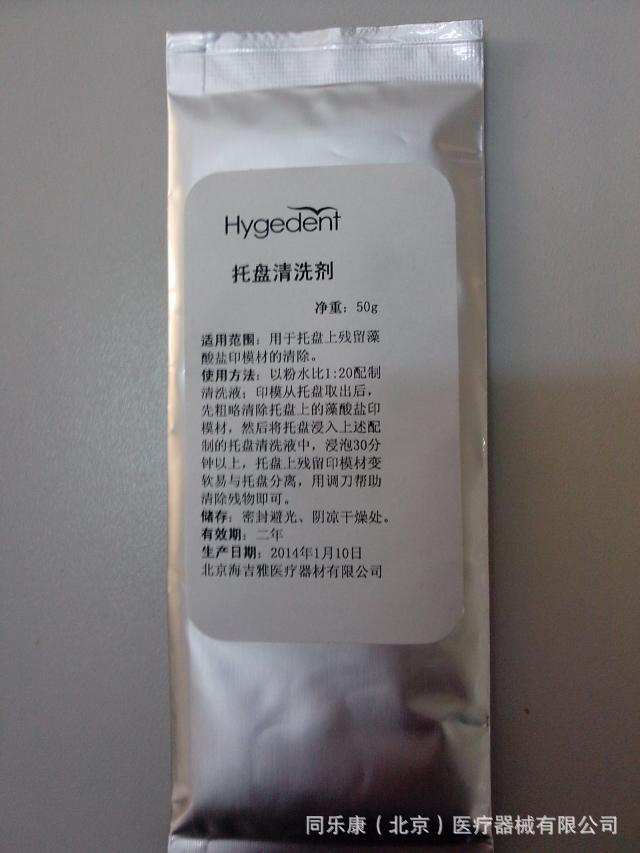 Hygedent
托盘清洗剂
净重：50g
适用范围：用于托盘上残留藻
酸盐印模材的清除。
使用方法：以粉水比1:20配制
清洗液；印模从托盘取出后，
先粗略清除托盘上的藻酸盐印
模材，然后将托盘浸入上述配
制的托盘清洗液中，浸泡30分
钟以上，托盘上残留印模材变
软易与托盘分离，用调刀帮助
清除残物即可。
储存：密封避光、阴凉干燥处。
有效期：二年
生产日期：2014年1月10日
北京海吉雅医疗器材有限公司
同乐康（北京）医疗器械有限公司